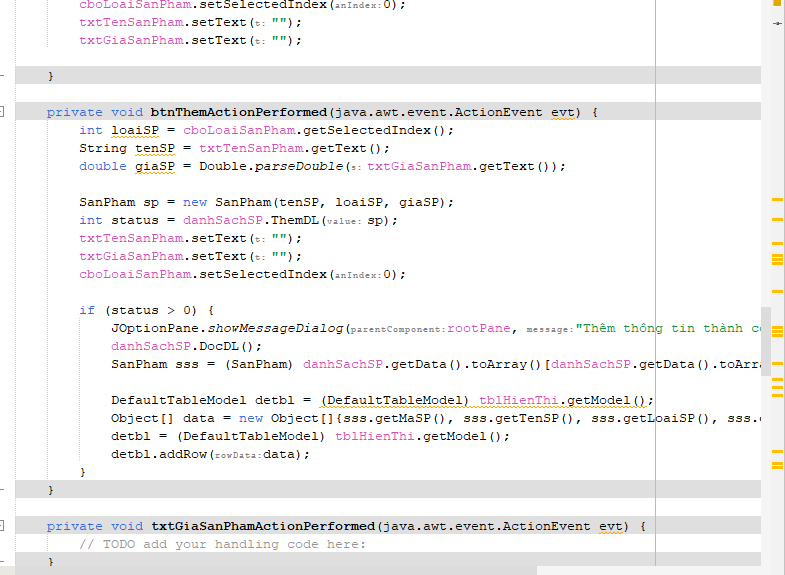 cboLoaiSanPham.setSelectedIndex(anIndex:0);
txtTenSanPham.setText(t: "");
txtGiaSanPham.setText(t: "");
}
private void btnThemActionPerformed(java.awt.event.ActionEvent evt) {
int loaiSP = cboLoaiSanPham.getSelectedIndex();
String tenSP = txtTenSanPham.getText();
double giaSP = Double.parseDouble(s: txtGiaSanPham.getText());
SanPham sp = new SanPham(tenSP, loaiSP, giaSP);
int status = danhSachSP.ThemDL(value: sp);
txtTenSanPham.setText(t: "");
txtGiaSanPham.setText(t: "");
cboLoaiSanPham.setSelectedIndex(anIndex:0);
if (status > 0) {
JOptionPane.showMessageDialog(parentComponent:rootPane, message:"Thêm thông tin thành
danhSachSP.DocDL();
SanPham sss = (SanPham) danhSachSP.getData().toArray()[danhSachSP.getData().
DefaultTableModel detbl = (DefaultTableModel) tblHienThi.getModel();
Object[] data = new Object[]{sss.getMaSP(), sss.getTenSP(), sss.getLoaiSP(), sss.
detbl = (DefaultTableModel) tblHienThi.getModel();
detbl.addRow(rowData:data);
}
}
private void txtGiaSanPhamActionPerformed(java.awt.event.ActionEvent evt) {
// TODO add your handling code here:
}